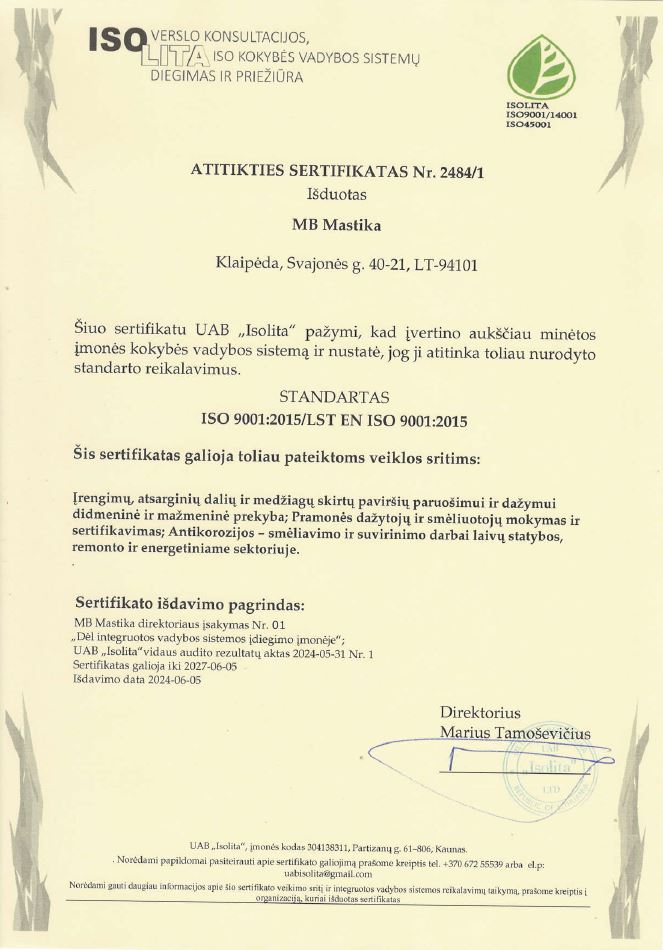 ISO VERSLO KONSULTACIJOS,
LITA ISO KOKYBĖS VADYBOS SISTEMŲ
DIEGIMAS IR PRIEŽIŪRA
ISOLITA
ISO9001/14001
ISO45001
ATITIKTIES SERTIFIKATAS Nr. 2484/1
Išduotas
MB Mastika
Klaipėda, Svajonės g. 40-21, LT-94101
Šiuo sertifikatu UAB „Isolita" pažymi, kad įvertino aukščiau minėtos
įmonės kokybės vadybos sistemą ir nustatė, jog ji atitinka toliau nurodyto
standarto reikalavimus.
STANDARTAS
ISO 9001:2015/LST EN ISO 9001:2015
Šis sertifikatas galioja toliau pateiktoms veiklos sritims:
Įrengimų, atsarginių dalių ir medžiagų skirtų paviršių paruošimui ir dažymui
didmeninė ir mažmeninė prekyba; Pramonės dažytojų ir smėliuotojų mokymas ir
sertifikavimas; Antikorozijos – smėliavimo ir suvirinimo darbai laivų statybos,
remonto ir energetiniame sektoriuje.
Sertifikato išdavimo pagrindas:
MB Mastika direktoriaus įsakymas Nr. 01
„Dėl integruotos vadybos sistemos įdiegimo įmonėje";
UAB „Isolita"vidaus audito rezultatų aktas 2024-05-31 Nr. 1
Sertifikatas galioja iki 2027-06-05
Išdavimo data 2024-06-05
Direktorius
Marius Tamoševičius
UAB
„Isolita"
LTD
UAB „Isolita", įmonės kodas 304138311, Partizanų g. 61–806, Kaunas.
. Norėdami papildomai pasiteirauti apie sertifikato galiojimą prašome kreiptis tel. +370 672 55539 arba el.p:
uabisolita@gmail.com
Norėdami gauti daugiau informacijos apie šio sertifikato veikimo sritį ir integruotos vadybos sistemos reikalavimų taikymą, prašome kreiptis į
organizaciją, kuriai išduotas sertifikatas